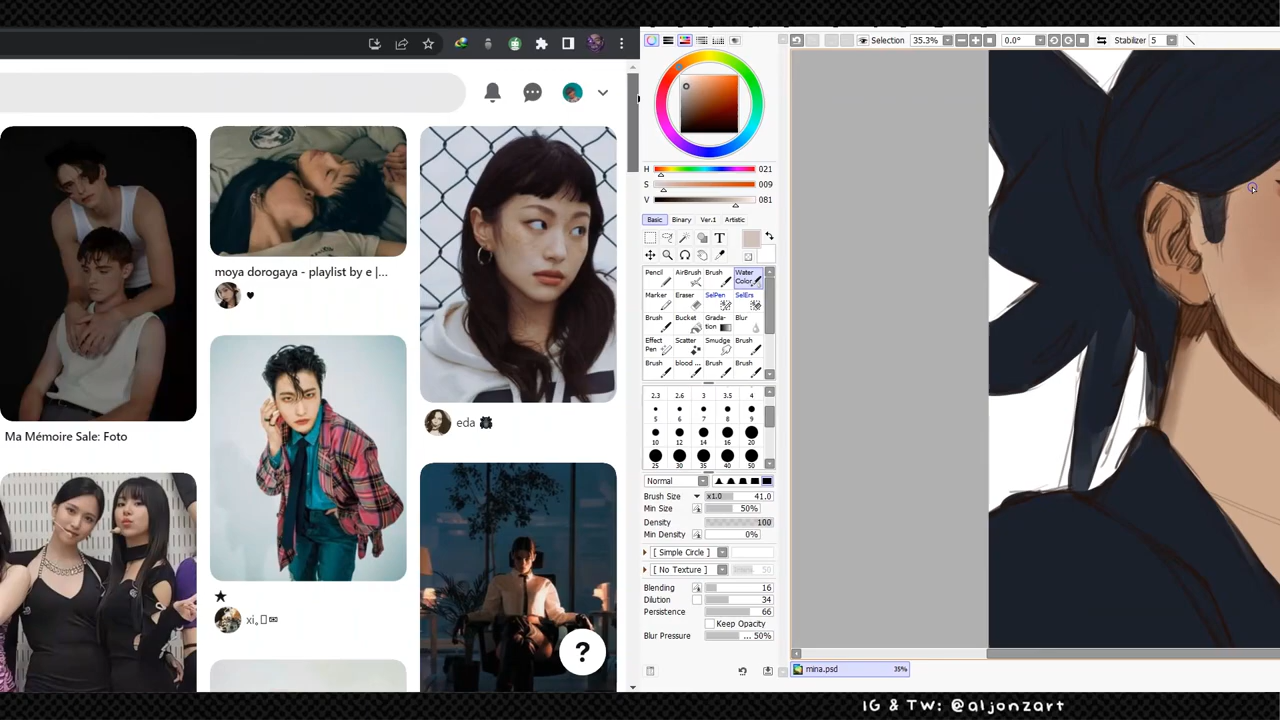 moya dorogaya - playlist by e |...
♥
eda
Ma Mémoire Sale: Foto
★
?
Selection
35.3%
0.0°
Stabilizer
5
H
021
S
009
V
081
Basic
Binary
Ver.1
Artistic
T
Pencil
AirBrush
Brush
Water Color
Marker
Eraser
SelPen
SelErs
Brush
Bucket
Grada-tion
Blur
Effect Pen
Scatter
Smudge
Brush
Brush
blood ...
Brush
Brush
2.3
2.6
3
3.5
4
5
6
7
8
9
10
12
14
16
20
25
30
35
40
50
Normal
Brush Size
x1.0
41.0
Min Size
50%
Density
100
Min Density
0%
[ Simple Circle ]
[ No Texture ]
Blending
16
Dilution
34
Persistence
66
Keep Opacity
Blur Pressure
... 50%
mina.psd
35%
IG & TW: @aljonzart